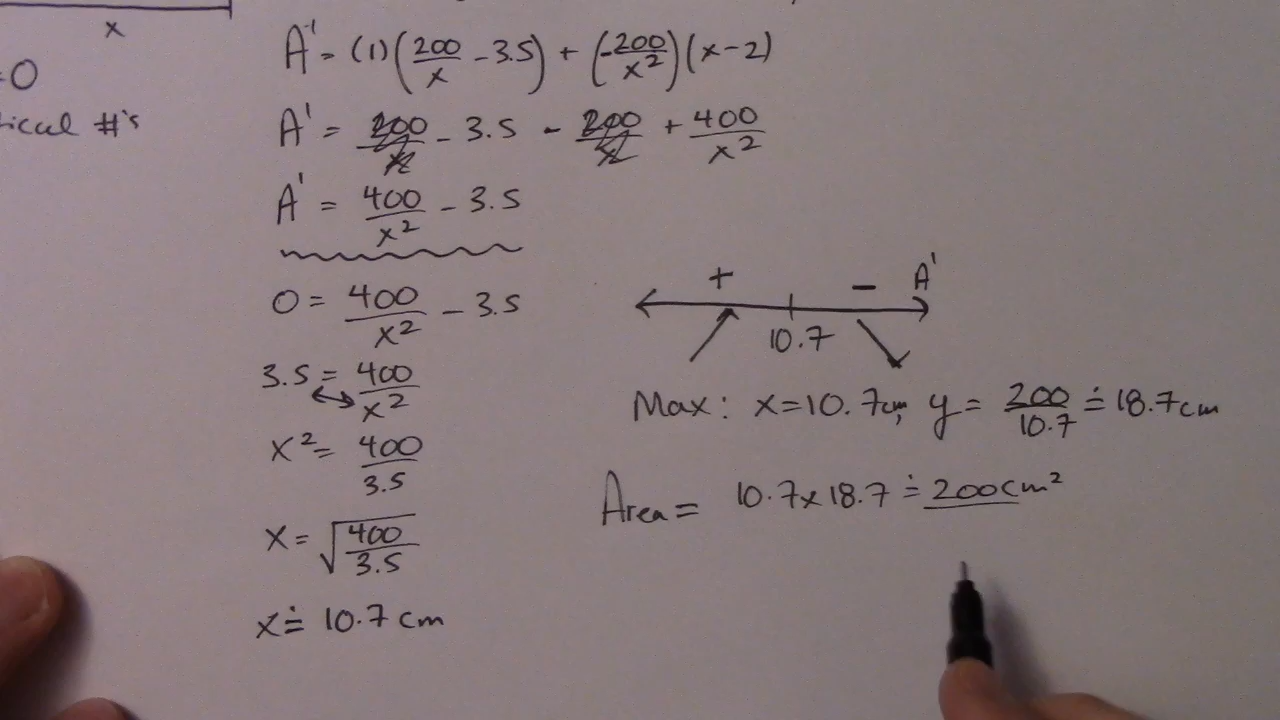 x
=0
ical #'s
A' = (1)(200/x - 3.5) + (-200/x²)(x-2)
A' = 200/x - 3.5 - 200/x + 400/x²
A' = 400/x² - 3.5
0 = 400/x² - 3.5
3.5 = 400/x²
x² = 400/3.5
x = √400/3.5
x ≐ 10.7 cm
+ - A'
10.7
Max: x = 10.7cm, y = 200/10.7 ≐ 18.7cm
Area = 10.7 x 18.7 ≐ 200cm²